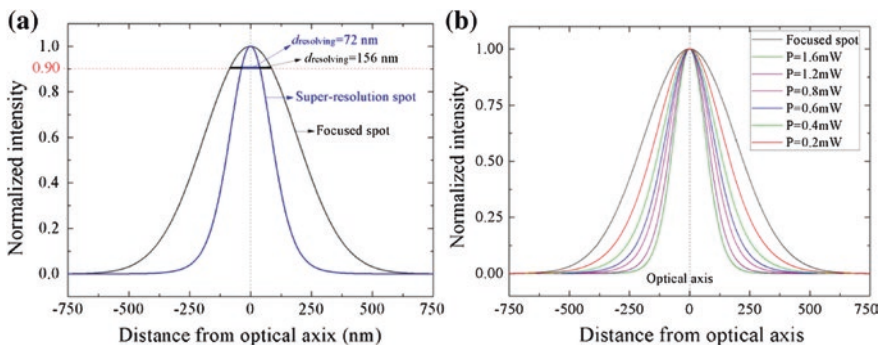 (a)
Normalized intensity
1.0
0.90
0.8
0.6
0.4
0.2
0.0
dresolving=72 nm
dresolving=156 nm
Super-resolution spot
Focused spot
-750 -500 -250 0 250 500 750
Distance from optical axix (nm)
(b)
Normalized intensity
1.00
0.75
0.50
0.25
0.00
Focused spot
P=1.6mW
P=1.2mW
P=0.8mW
P=0.6mW
P=0.4mW
P=0.2mW
Optical axis
-750 -500 -250 0 250 500 750
Distance from optical axis